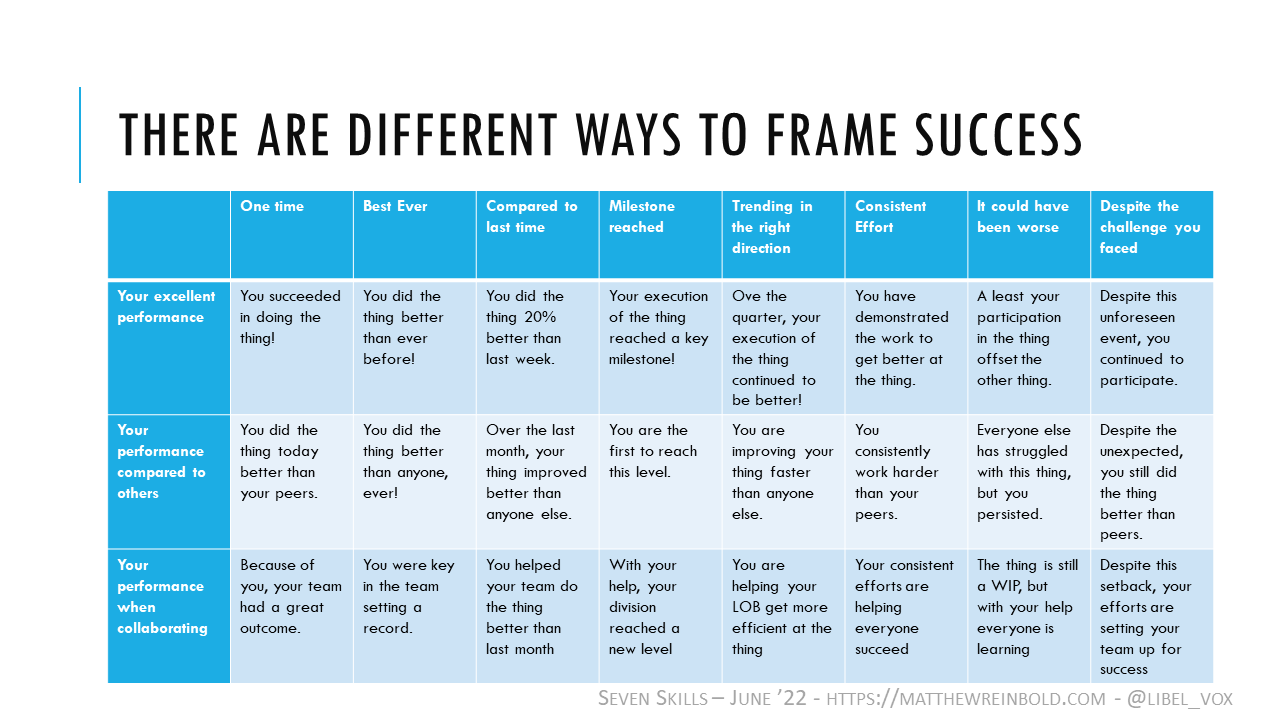 THERE ARE DIFFERENT WAYS TO FRAME SUCCESS
One time
Best Ever
Compared to
last time
Milestone
reached
Trending in
the right
direction
Consistent
Effort
It could have
been worse
Despite the
challenge you
faced
Your excellent
performance
You succeeded
in doing the
thing!
You did the
thing better
than ever
before!
You did the
thing 20%
better than
last week.
Your execution
of the thing
reached a key
milestone!
Ove the
quarter, your
execution of
the thing
continued to
be better!
You have
demonstrated
the work to
get better at
the thing.
A least your
participation
in the thing
offset the
other thing.
Despite this
unforeseen
event, you
continued to
participate.
Your
performance
compared to
others
You did the
thing today
better than
your peers.
You did the
thing better
than anyone,
ever!
Over the last
month, your
thing improved
better than
anyone else.
You are the
first to reach
this level.
You are
improving your
thing faster
than anyone
else.
You
consistently
work harder
than your
peers.
Everyone else
has struggled
with this thing,
but you
persisted.
Despite the
unexpected,
you still did
the thing
better than
peers.
Your
performance
when
collaborating
Because of
you, your team
had a great
outcome.
You were key
in the team
setting a
record.
You helped
your team do
the thing
better than
last month
With your
help, your
division
reached a
new level
You are
helping your
LOB get more
efficient at the
thing
Your consistent
efforts are
helping
everyone
succeed
The thing is still
a WIP, but
with your help
everyone is
learning
Despite this
setback, your
efforts are
setting your
team up for
success
Seven Skills – June ’22 - https://matthewreinbold.com - @libel_vox